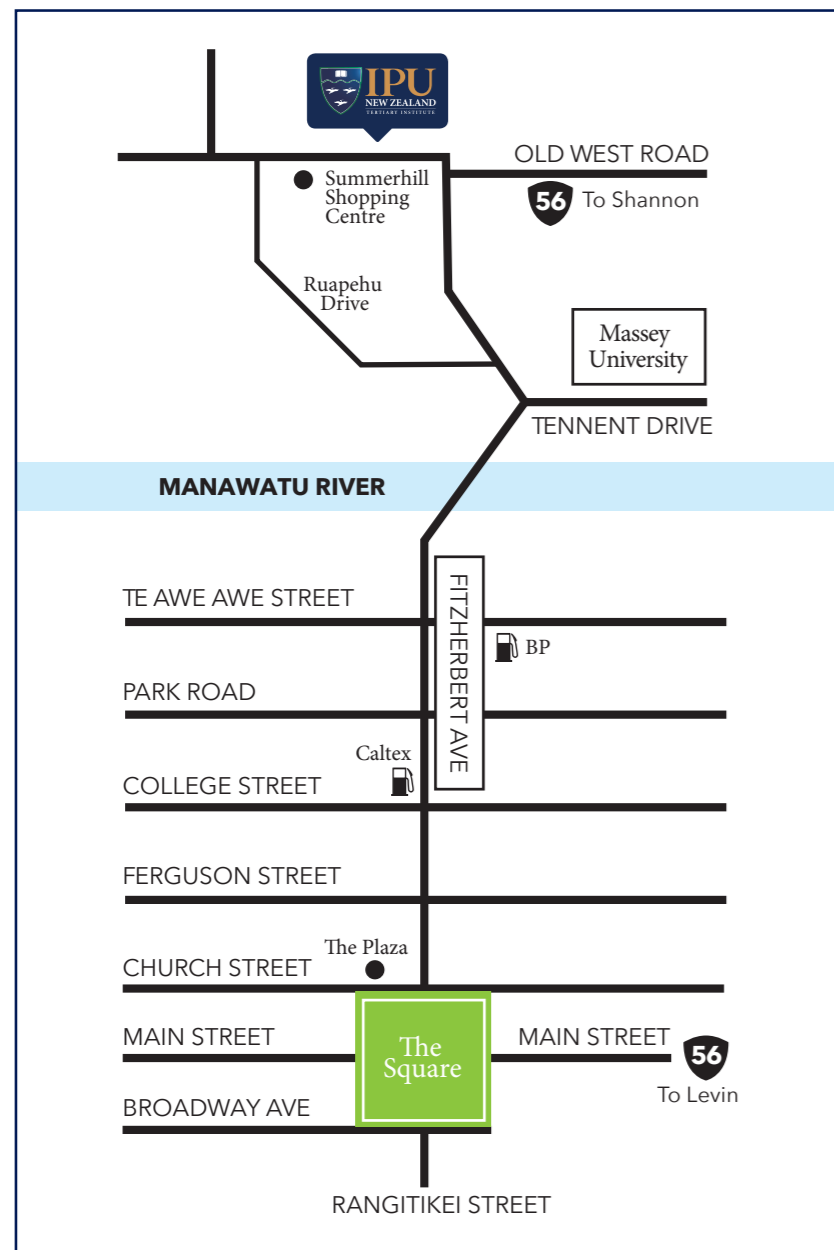 IPU
NEW ZEALAND
TERTIARY INSTITUTE
OLD WEST ROAD
Summerhill
Shopping
Centre
56 To Shannon
Ruapehu
Drive
Massey
University
TENNENT DRIVE
MANAWATU RIVER
FITZHERBERT AVE
TE AWE AWE STREET
BP
PARK ROAD
Caltex
COLLEGE STREET
FERGUSON STREET
The Plaza
CHURCH STREET
MAIN STREET
The
Square
MAIN STREET
56
To Levin
BROADWAY AVE
RANGITIKEI STREET